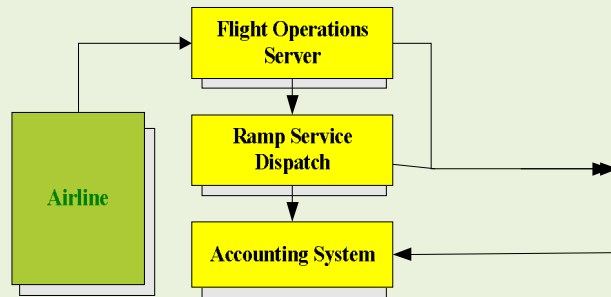 Flight Operations
Server
Ramp Service
Dispatch
Airline
Accounting System